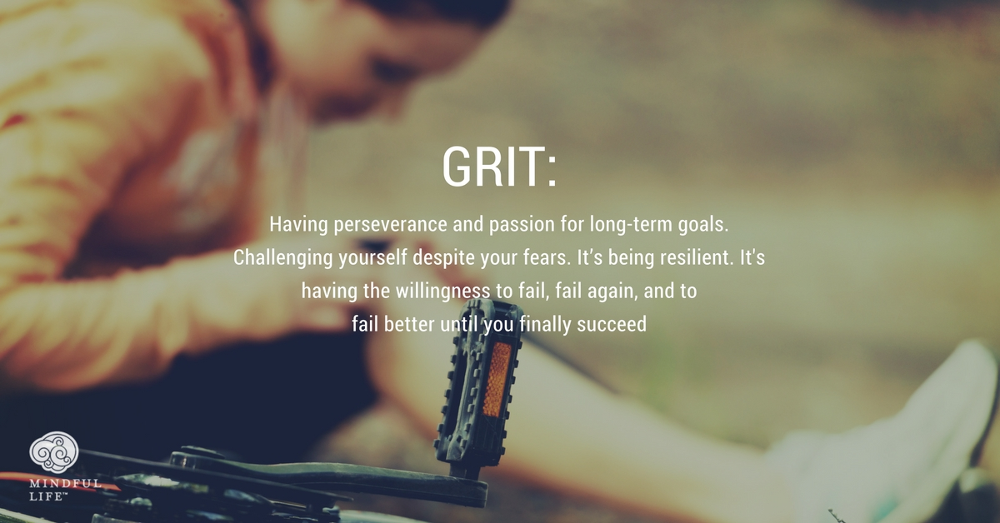 GRIT:
Having perseverance and passion for long-term goals.
Challenging yourself despite your fears. It’s being resilient. It's
having the willingness to fail, fail again, and to
fail better until you finally succeed
MINDFUL
LIFE™